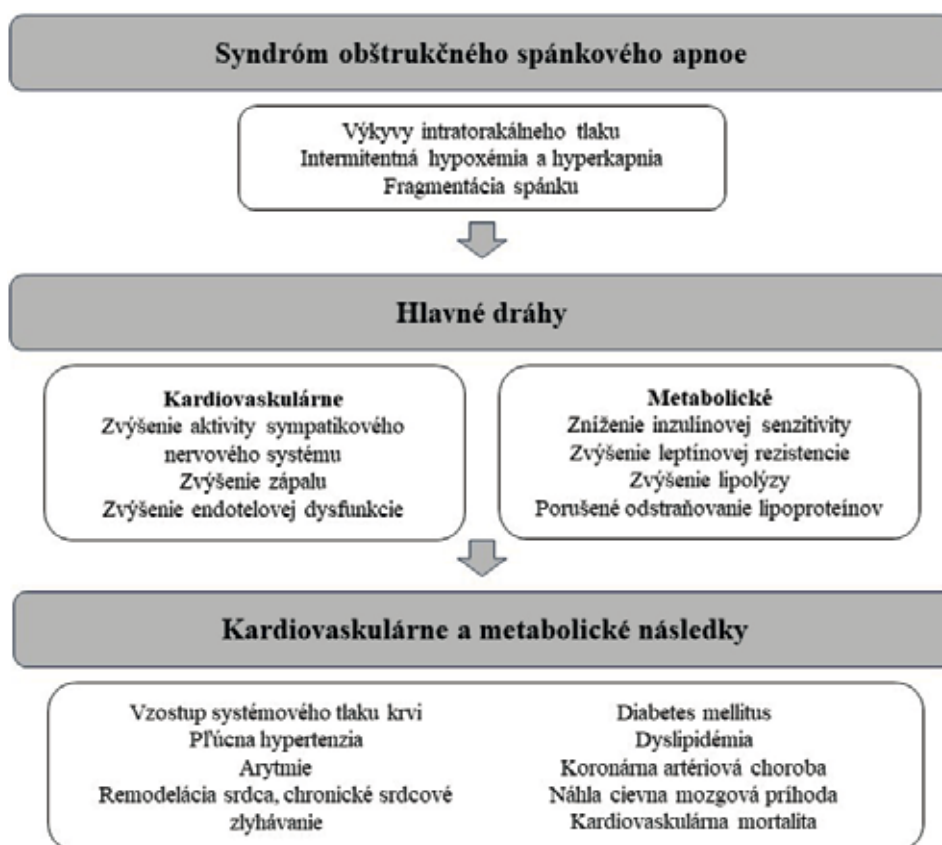 Syndróm obštrukčného spánkového apnoe
Výkyvy intratorakálneho tlaku
Intermitentná hypoxémia a hyperkapnia
Fragmentácia spánku
Hlavné dráhy
Kardiovaskulárne
Zvýšenie aktivity sympatikového
nervového systému
Zvýšenie zápalu
Zvýšenie endotelovej dysfunkcie
Metabolické
Zníženie inzulínovej senzitivity
Zvýšenie leptínovej rezistencie
Zvýšenie lipolýzy
Porušené odstraňovanie lipoproteínov
Kardiovaskulárne a metabolické následky
Vzostup systémového tlaku krvi
Pľúcna hypertenzia
Arytmie
Remodelácia srdca, chronické srdcové
zlyhávanie
Diabetes mellitus
Dyslipidémia
Koronárna artériová choroba
Náhla cievna mozgová príhoda
Kardiovaskulárna mortalita